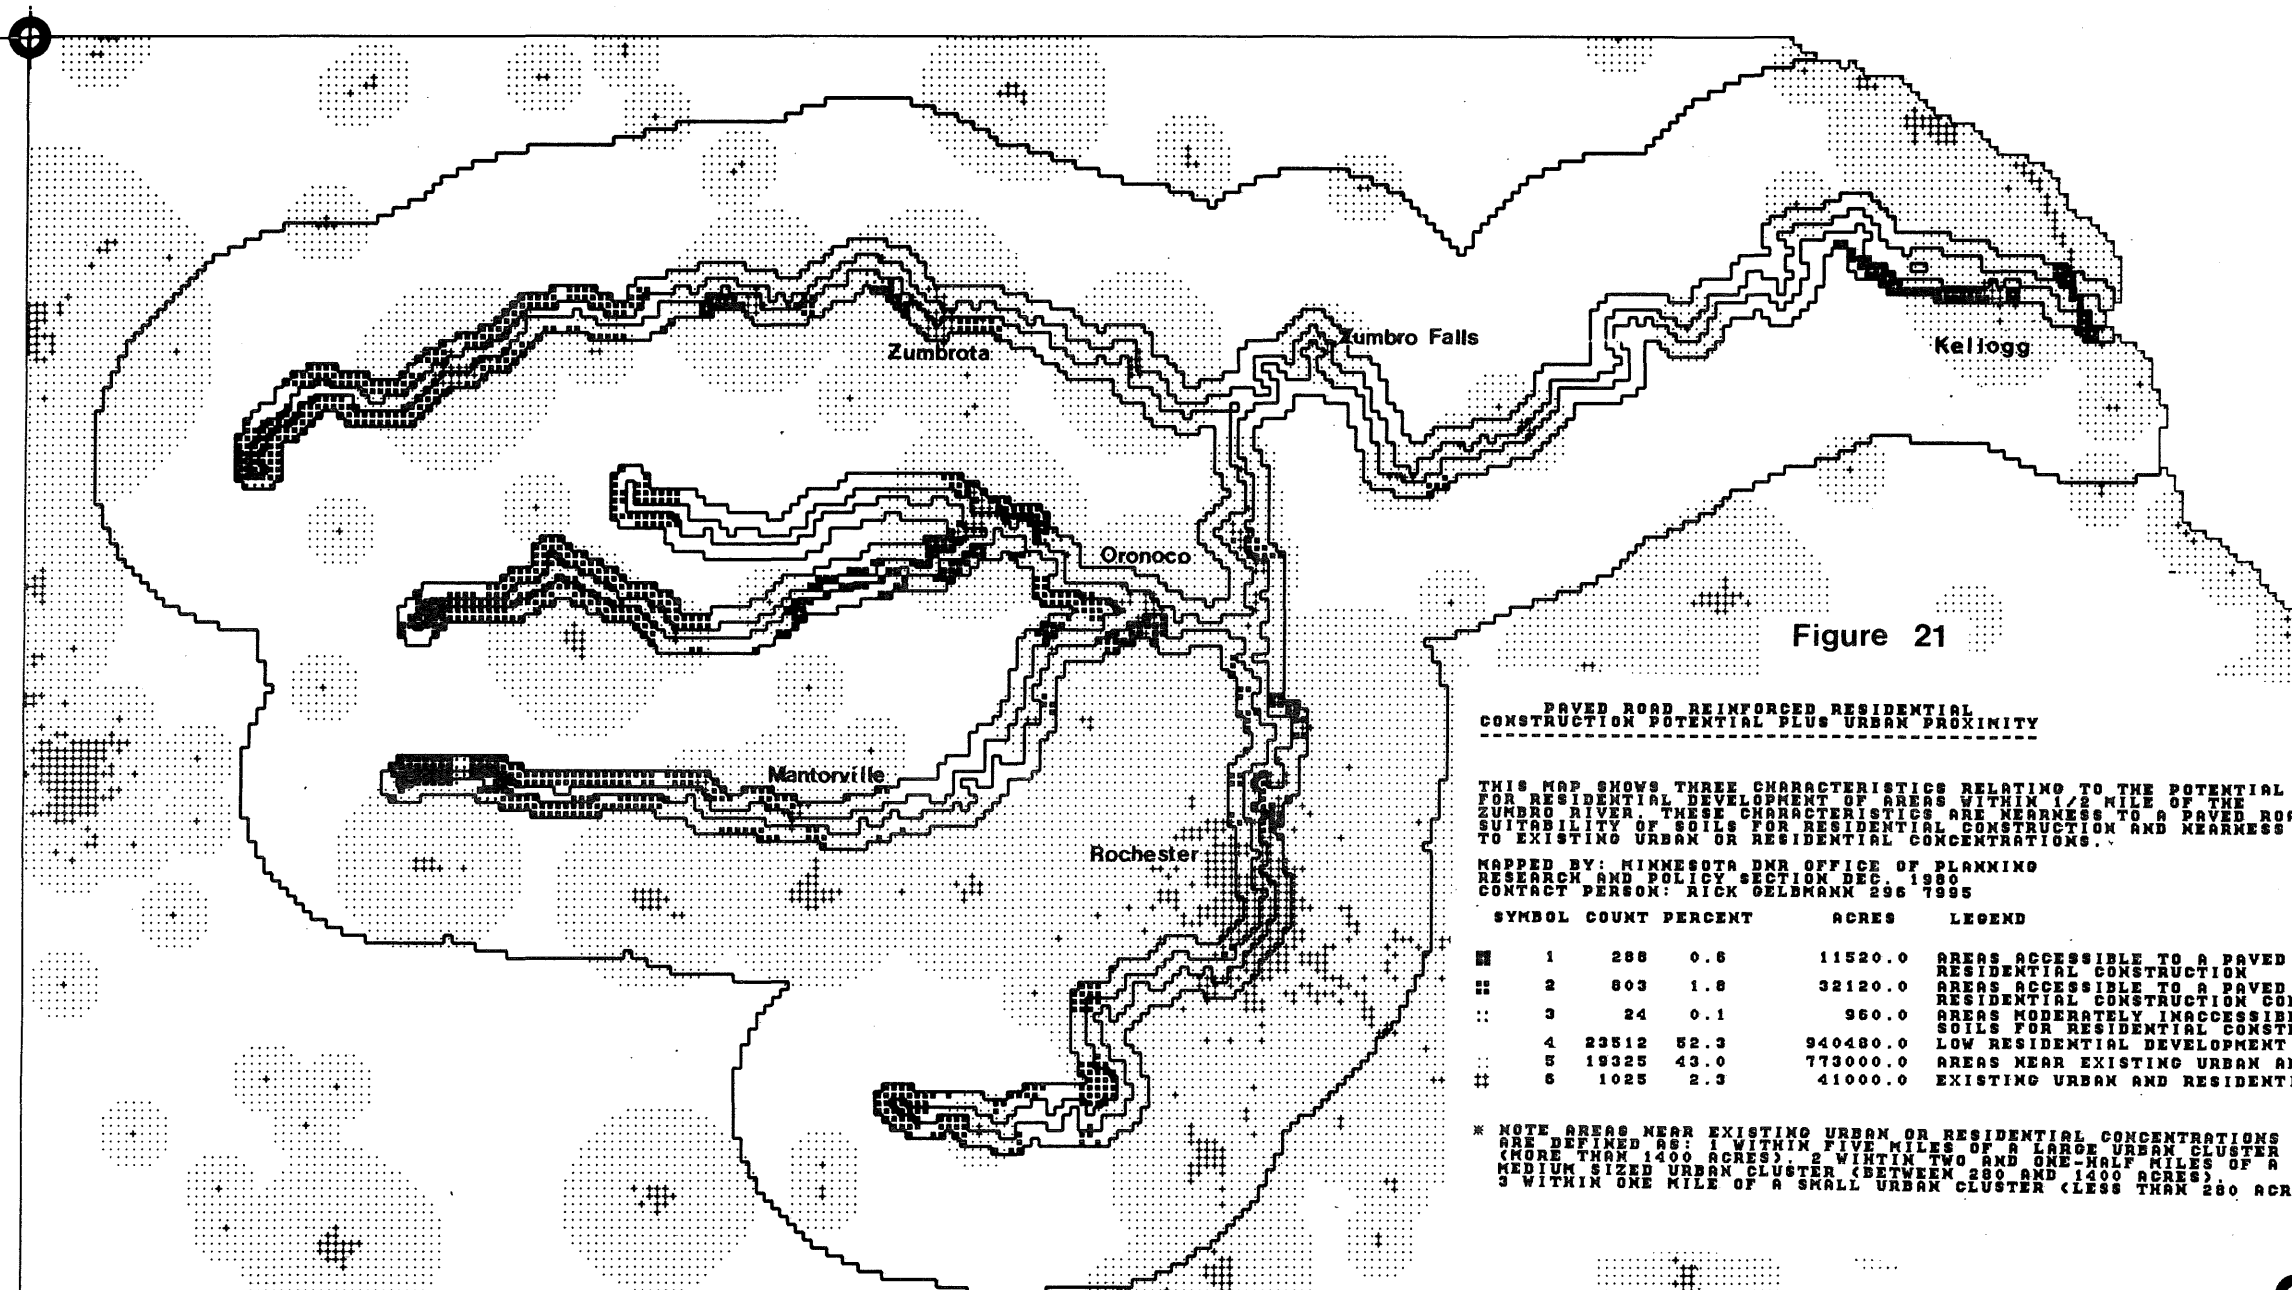 Zumbrota
Zumbro Falls
Kellogg
Oronoco
Mantorville
Rochester
Figure 21
PAVED ROAD REINFORCED RESIDENTIAL
CONSTRUCTION POTENTIAL PLUS URBAN PROXIMITY
THIS MAP SHOWS THREE CHARACTERISTICS RELATING TO THE POTENTIAL
FOR RESIDENTIAL DEVELOPMENT OF AREAS WITHIN 1/2 MILE OF THE
ZUMBRO RIVER. THESE CHARACTERISTICS ARE NEARNESS TO A PAVED
SUITABILITY OF SOILS FOR RESIDENTIAL CONSTRUCTION AND NEARNESS
TO EXISTING URBAN OR RESIDENTIAL CONCENTRATIONS.
MAPPED BY: MINNESOTA DNR OFFICE OF PLANNING
RESEARCH AND POLICY SECTION DEC. 1980
CONTACT PERSON: RICK GELBMANN 296 7995
SYMBOL COUNT PERCENT ACRES LEGEND
1 288 0.6 11520.0 AREAS ACCESSIBLE TO A PAVED
RESIDENTIAL CONSTRUCTION
2 803 1.8 32120.0 AREAS ACCESSIBLE TO A PAVED
RESIDENTIAL CONSTRUCTION
3 24 0.1 960.0 AREAS MODERATELY
SOILS FOR RESIDENTIAL
4 23512 52.3 940480.0 LOW RESIDENTIAL DEVELOPMENT
5 19325 43.0 773000.0 AREAS NEAR EXISTING URBAN
6 1025 2.3 41000.0 EXISTING URBAN AND
* NOTE AREAS NEAR EXISTING URBAN OR RESIDENTIAL CONCENTRATIONS
ARE DEFINED AS: 1 WITHIN FIVE MILES OF A LARGE URBAN CLUSTER
(MORE THAN 1400 ACRES). 2 WIHTIN TWO AND ONE-HALF MILES OF A
MEDIUM SIZED URBAN CLUSTER (BETWEEN 280 AND 1400 ACRES).
3 WITHIN ONE MILE OF A SMALL URBAN CLUSTER (LESS THAN 280